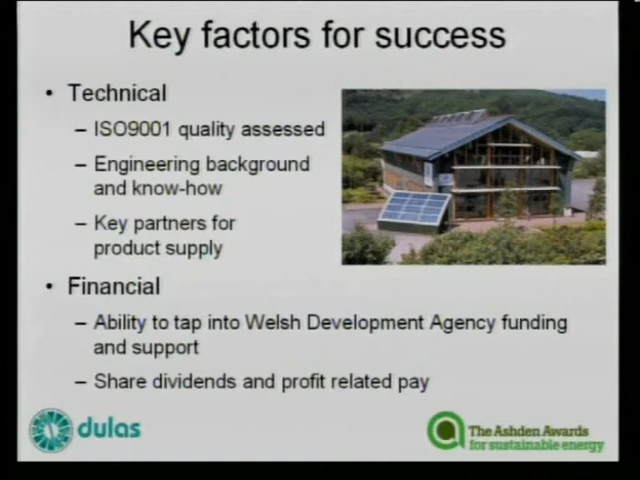 Key factors for success
• Technical
– ISO9001 quality assessed
– Engineering background
and know-how
– Key partners for
product supply
• Financial
– Ability to tap into Welsh Development Agency funding
and support
– Share dividends and profit related pay
dulas
The Ashden Awards
for sustainable energy